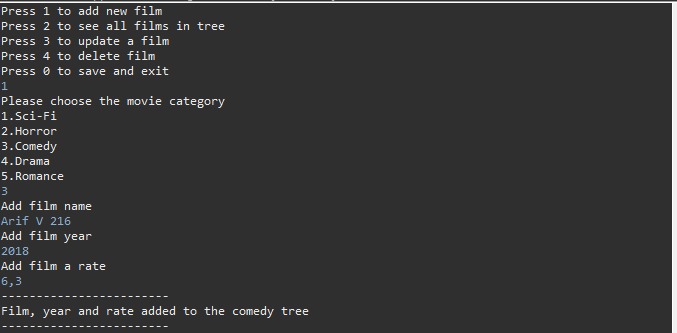 Press 1 to add new film
Press 2 to see all films in tree
Press 3 to update a film
Press 4 to delete film
Press 0 to save and exit
1
Please choose the movie category
1.Sci-Fi
2.Horror
3.Comedy
4.Drama
5.Romance
3
Add film name
Arif V 216
Add film year
2018
Add film a rate
6,3
------------------------
Film, year and rate added to the comedy tree
------------------------